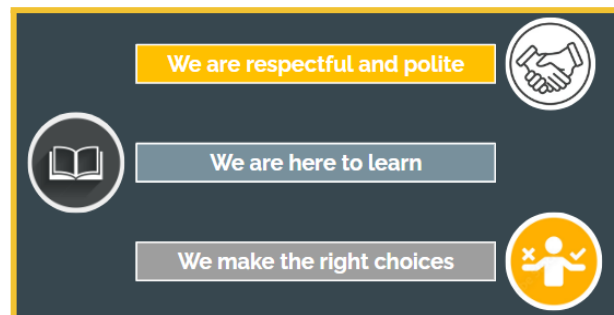 We are respectful and polite
We are here to learn
We make the right choices